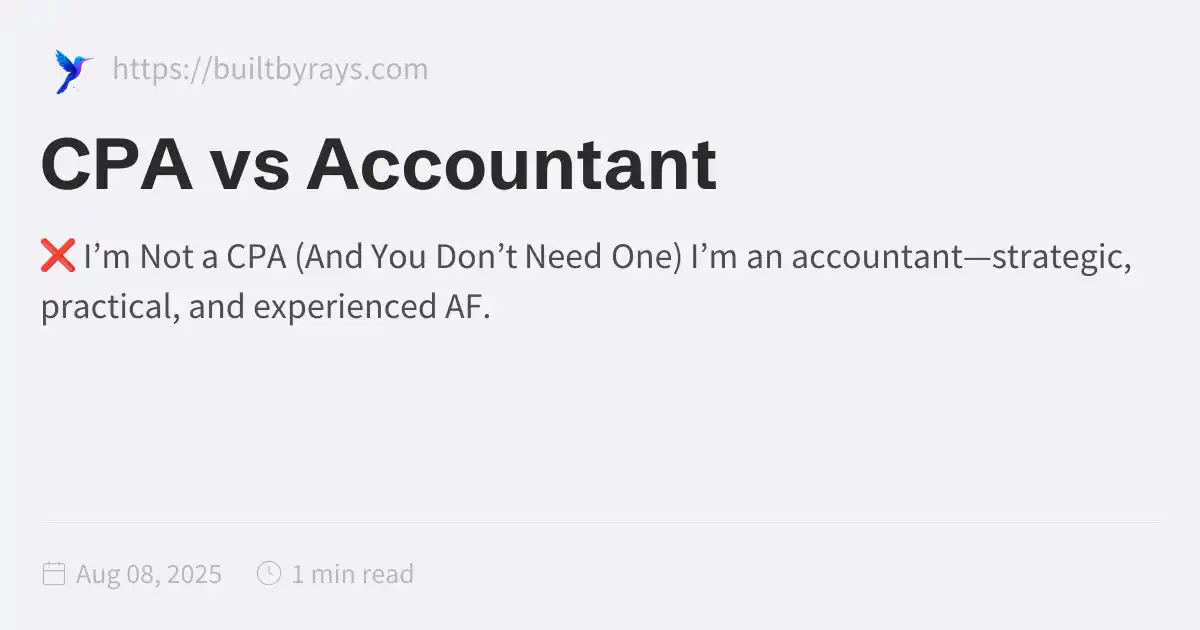 https://builtbyrays.com
CPA vs Accountant
❌ I’m Not a CPA (And You Don’t Need One) I’m an accountant—strategic,
practical, and experienced AF.
Aug 08, 2025 1 min read